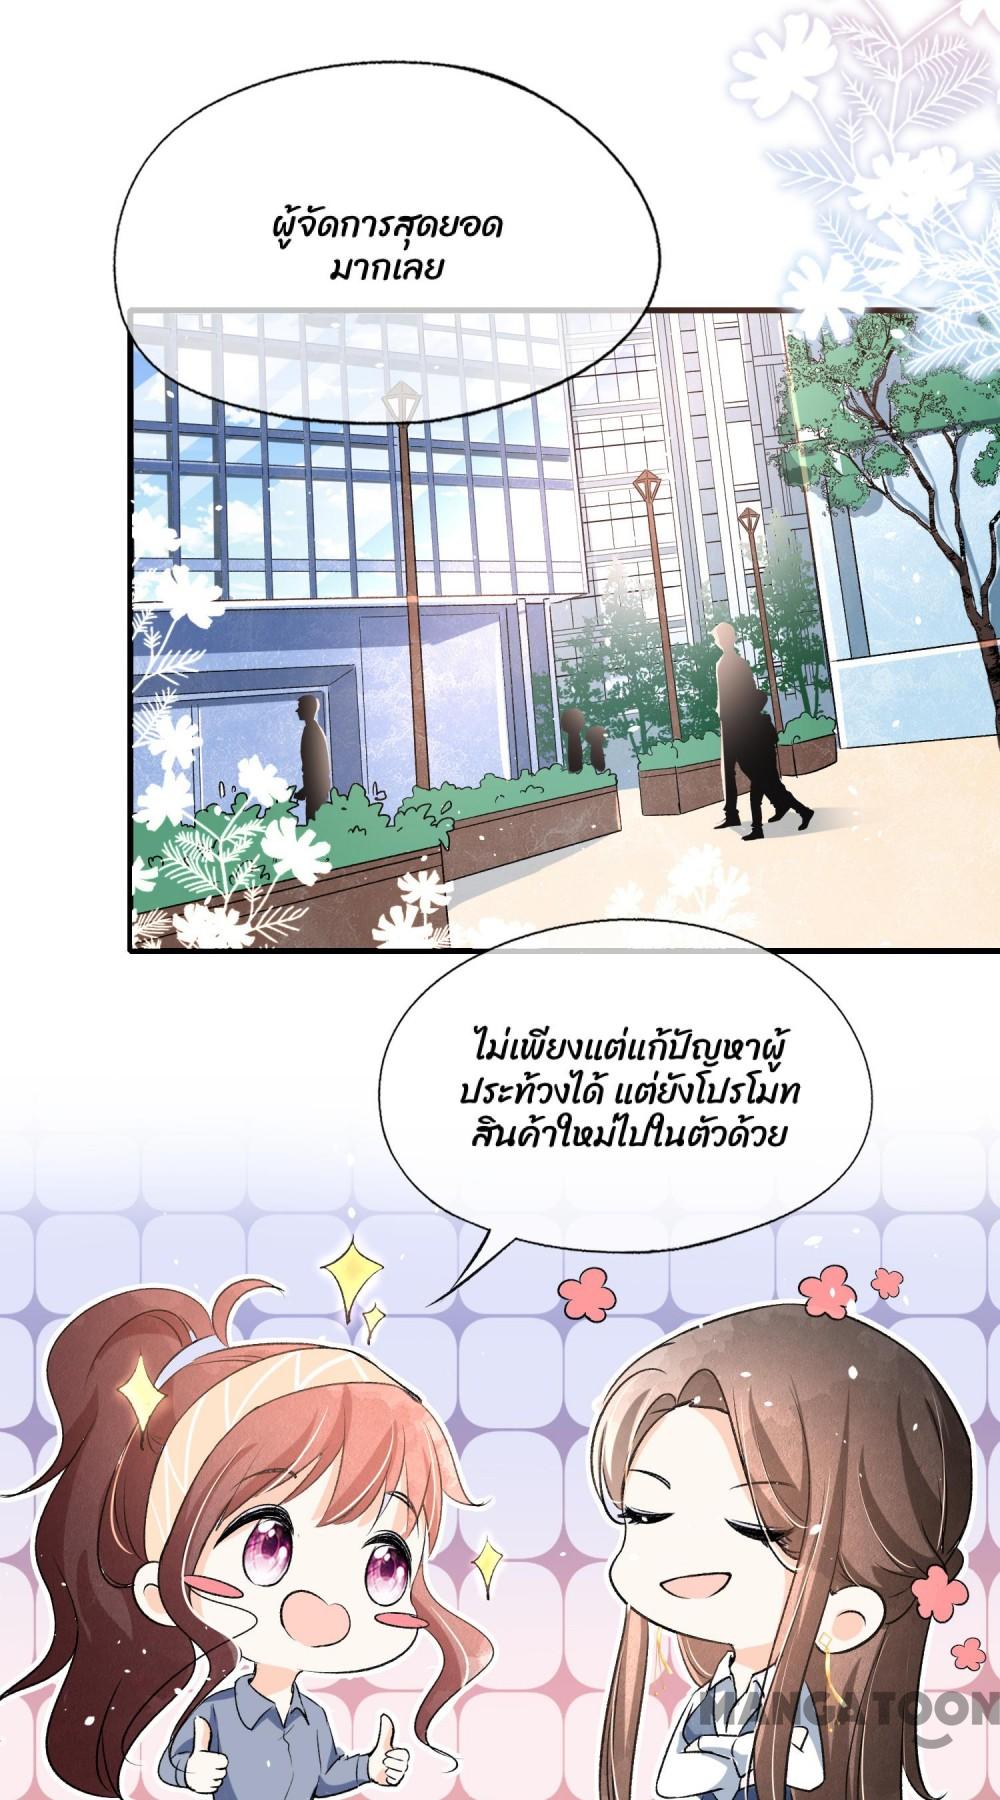 ผู้จัดการสุดยอด
มากเลย
ไม่เพียงแต่แก้ปัญหาผู้
ประท้วงได้ แต่ยังโปรโมท
สินค้าใหม่ไปในตัวด้วย
MANGATOON